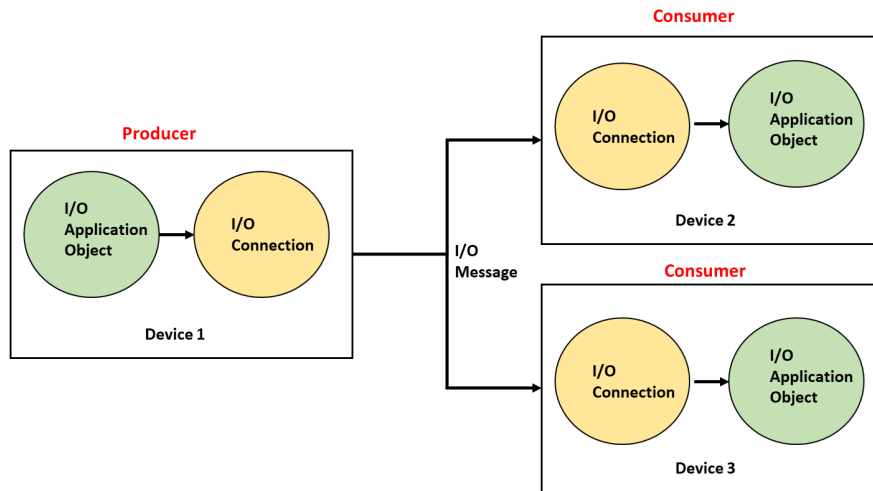 Producer
I/O
Application
Object
I/O
Connection
Device 1
I/O
Message
Consumer
I/O
Connection
I/O
Application
Object
Device 2
Consumer
I/O
Connection
I/O
Application
Object
Device 3